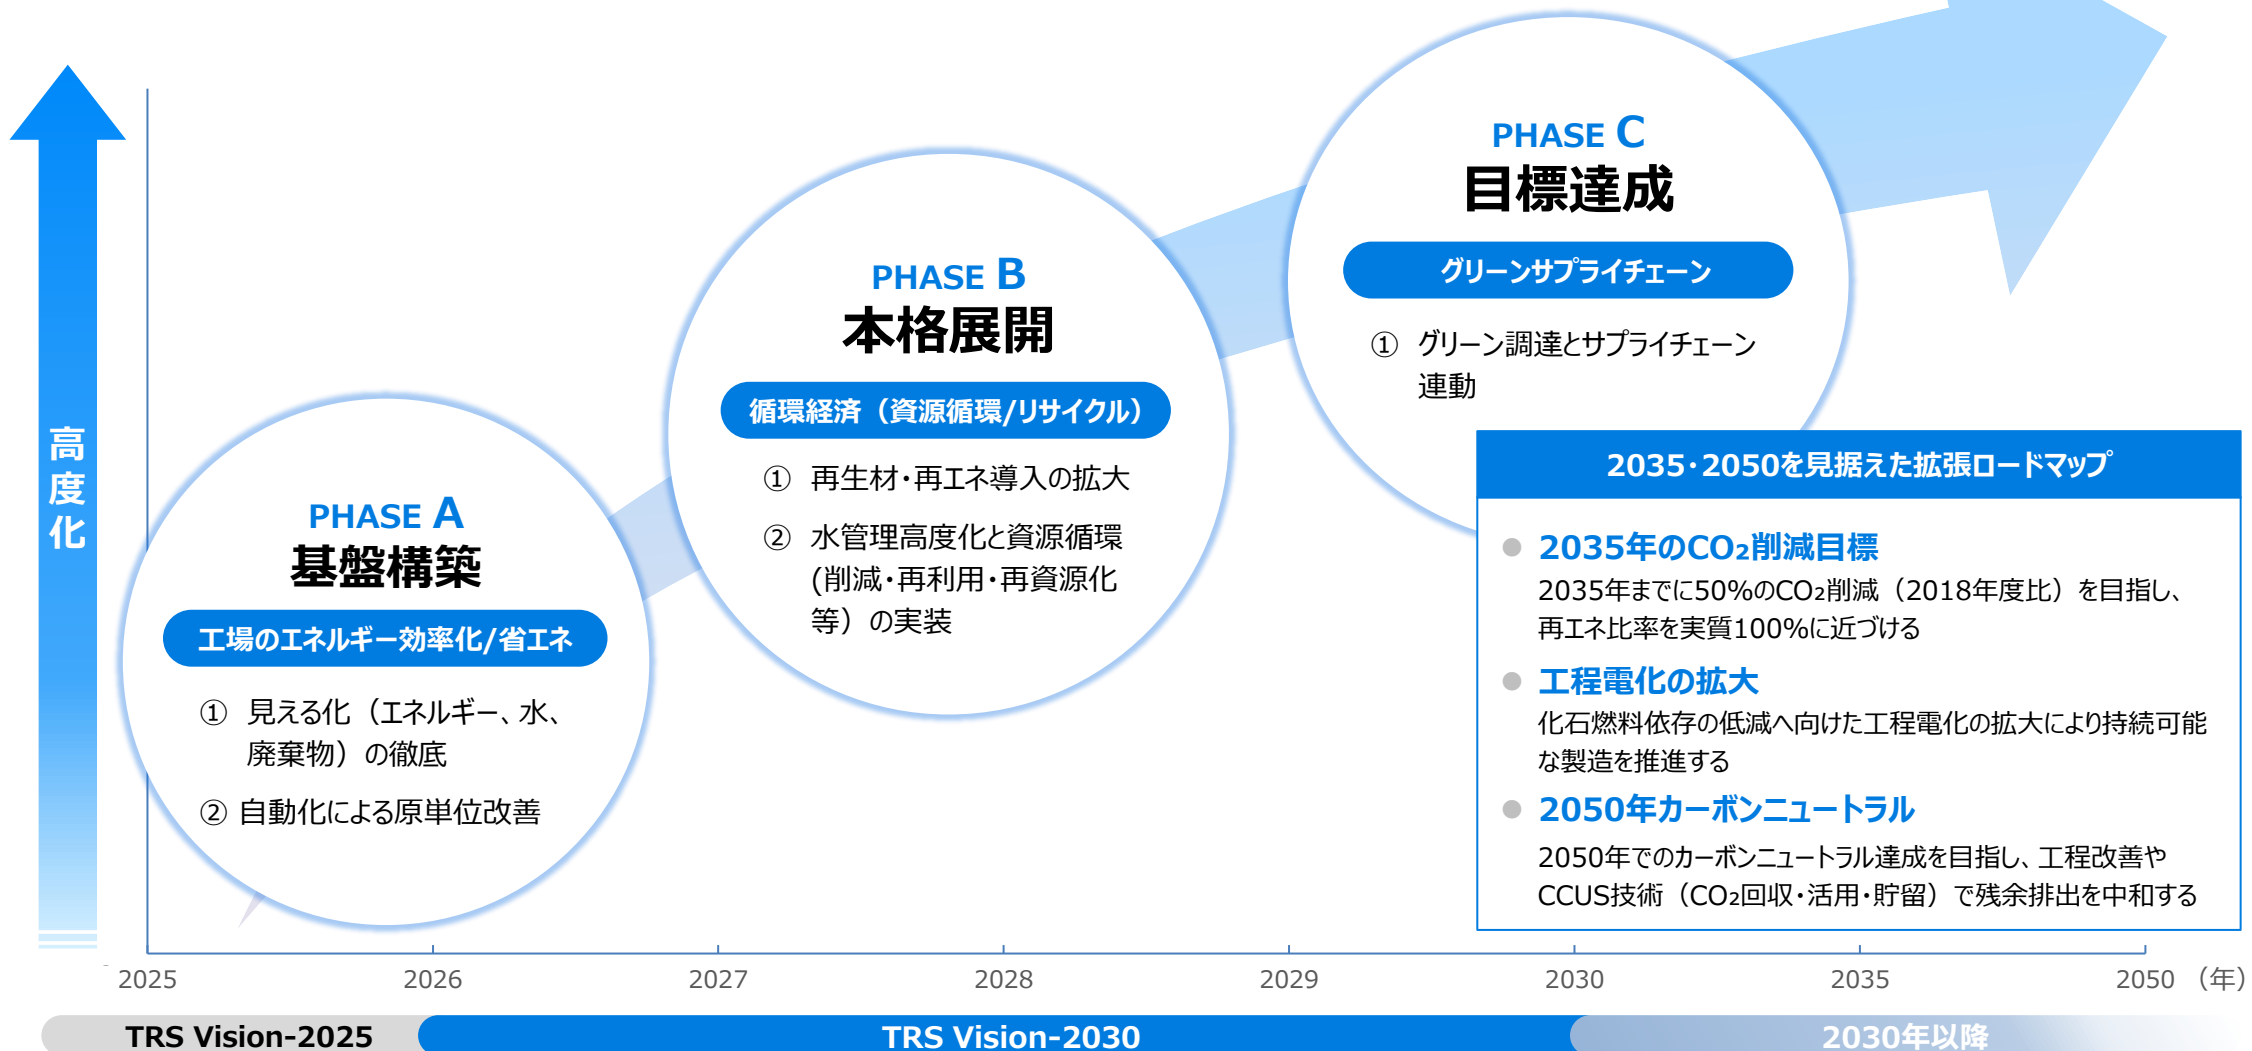 高度化
PHASE A
基盤構築
工場のエネルギー効率化/省エネ
① 見える化（エネルギー、水、
廃棄物）の徹底
② 自動化による原単位改善
PHASE B
本格展開
循環経済（資源循環/リサイクル）
① 再生材・再エネ導入の拡大
② 水管理高度化と資源循環
(削減・再利用・再資源化
等）の実装
PHASE C
目標達成
グリーンサプライチェーン
① グリーン調達とサプライチェーン
連動
2035・2050を見据えた拡張ロードマップ
● 2035年のCO₂削減目標
2035年までに50%のCO₂削減（2018年度比）を目指し、
再エネ比率を実質100%に近づける
● 工程電化の拡大
化石燃料依存の低減へ向けた工程電化の拡大により持続可能
な製造を推進する
● 2050年カーボンニュートラル
2050年でのカーボンニュートラル達成を目指し、工程改善や
CCUS技術（CO₂回収・活用・貯留）で残余排出を中和する
2025 2026 2027 2028 2029 2030 2035 2050 （年）
TRS Vision-2025 TRS Vision-2030 2030年以降